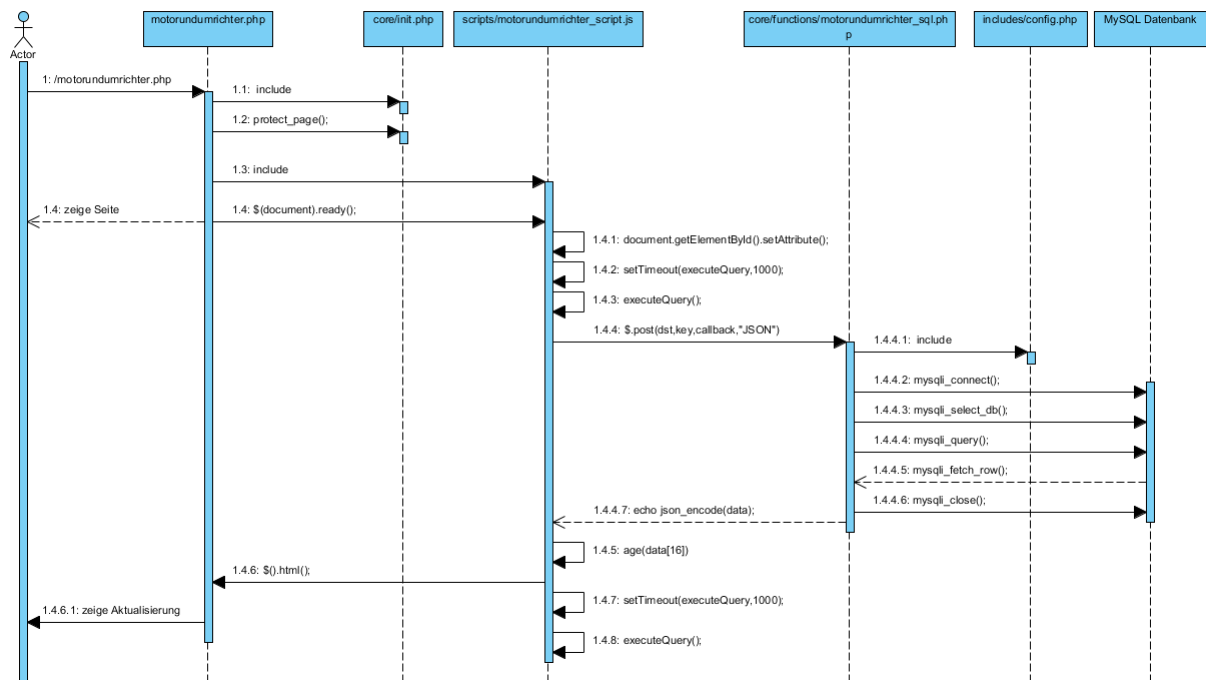 motorundumrichter.php
core/init.php
scripts/motorundumrichter_script.js
core/functions/motorundumrichter_sql.ph
p
includes/config.php
MySQL Datenbank
Actor
1: /motorundumrichter.php
1.1: include
1.2: protect_page();
1.3: include
1.4: zeige Seite
1.4: $(document).ready();
1.4.1: document.getElementById().setAttribute();
1.4.2: setTimeout(executeQuery,1000);
1.4.3: executeQuery();
1.4.4: $.post(dst,key,callback,"JSON")
1.4.4.1: include
1.4.4.2: mysqli_connect();
1.4.4.3: mysqli_select_db();
1.4.4.4: mysqli_query();
1.4.4.5: mysqli_fetch_row();
1.4.4.6: mysqli_close();
1.4.4.7: echo json_encode(data);
1.4.5: age(data[16])
1.4.6: $().html();
1.4.7: setTimeout(executeQuery,1000);
1.4.6.1: zeige Aktualisierung
1.4.8: executeQuery();